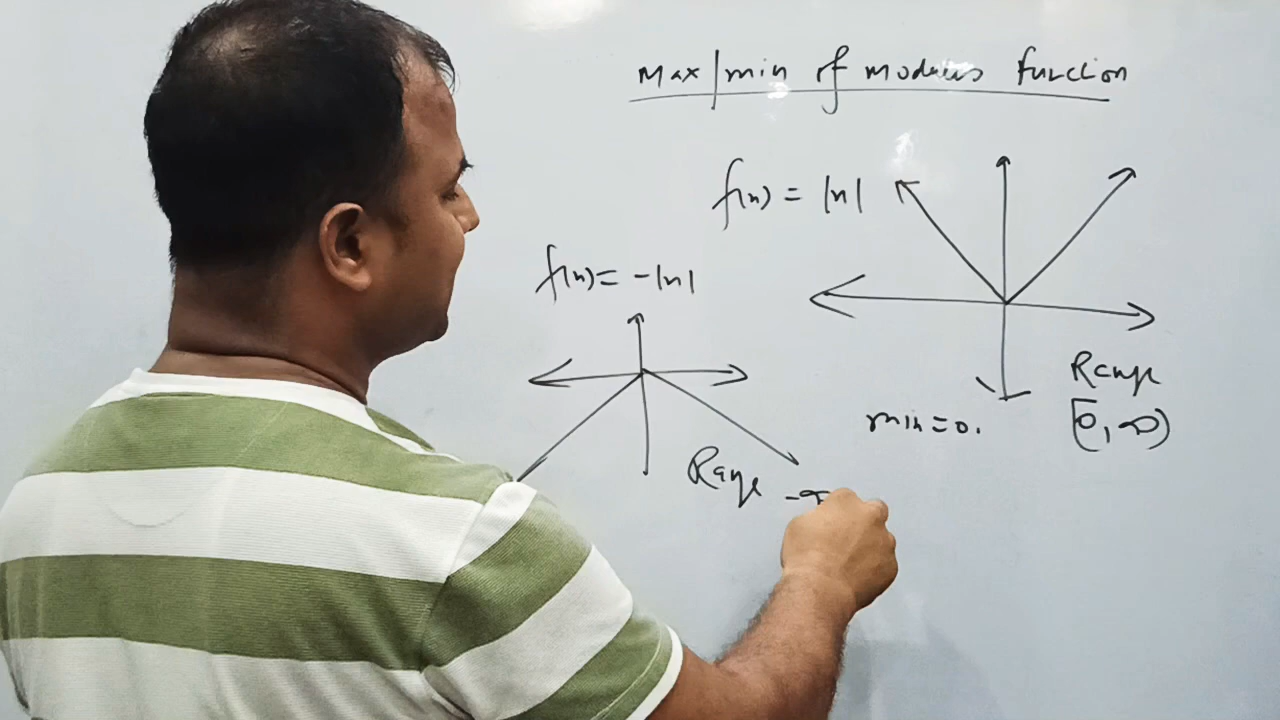 Max/min of modulus function
f(x) = |x|
f(x) = -|x|
Range
[0, ∞)
min = 0.
Range -∞